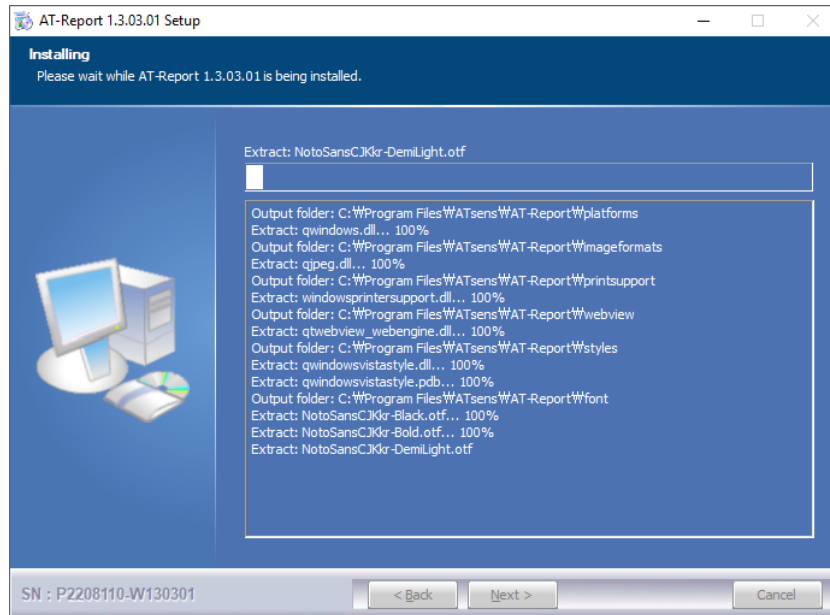 AT-Report 1.3.03.01 Setup
Installing
Please wait while AT-Report 1.3.03.01 is being installed.
Extract: NotoSansCJKkr-DemiLight.otf
Output folder: C:₩Program Files₩ATsens₩AT-Report₩platforms
Extract: qwindows.dll... 100%
Output folder: C:₩Program Files₩ATsens₩AT-Report₩imageformats
Extract: qjpeg.dll... 100%
Output folder: C:₩Program Files₩ATsens₩AT-Report₩printsupport
Extract: windowsprintersupport.dll... 100%
Output folder: C:₩Program Files₩ATsens₩AT-Report₩webview
Extract: qtwebview_webengine.dll... 100%
Output folder: C:₩Program Files₩ATsens₩AT-Report₩styles
Extract: qwindowsvistastyle.dll... 100%
Extract: qwindowsvistastyle.pdb... 100%
Output folder: C:₩Program Files₩ATsens₩AT-Report₩font
Extract: NotoSansCJKkr-Black.otf... 100%
Extract: NotoSansCJKkr-Bold.otf... 100%
Extract: NotoSansCJKkr-DemiLight.otf
SN : P2208110-W130301
< Back
Next >
Cancel